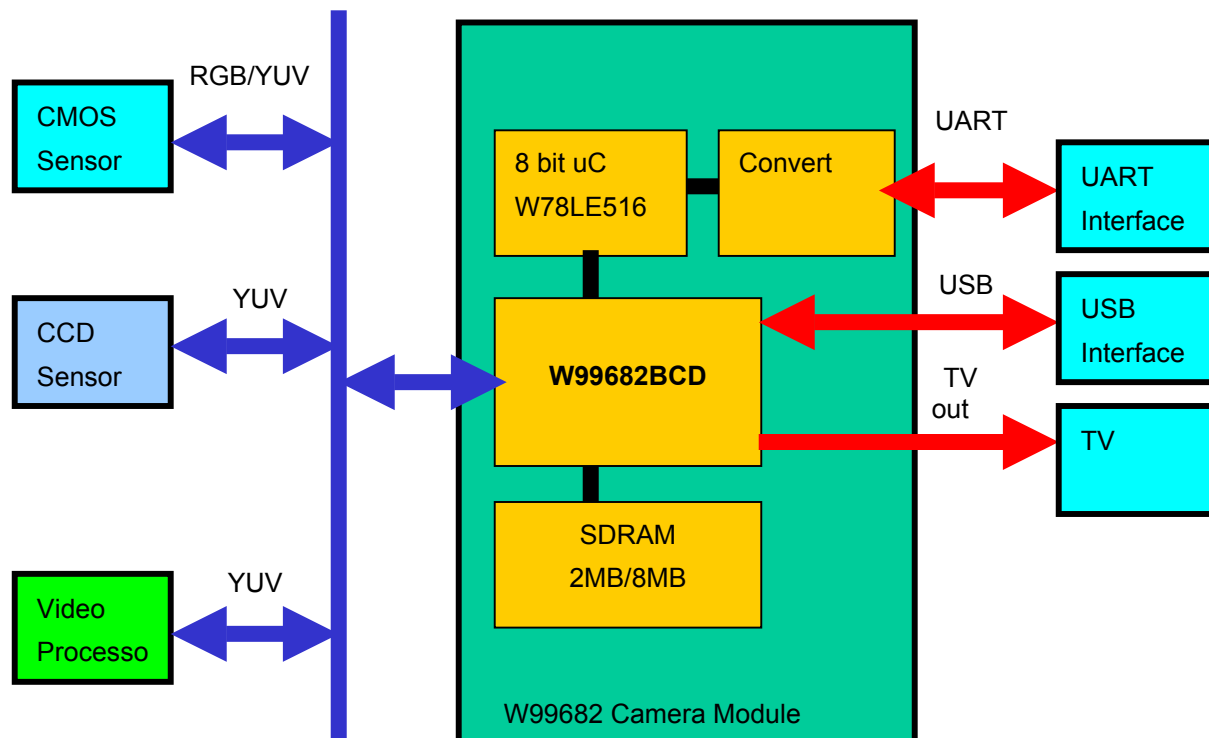 RGB/YUV
CMOS
Sensor
YUV
CCD
Sensor
YUV
Video
Processo
8 bit uC
W78LE516
Convert
W99682BCD
SDRAM
2MB/8MB
W99682 Camera Module
UART
UART
Interface
USB
USB
Interface
TV
out
TV